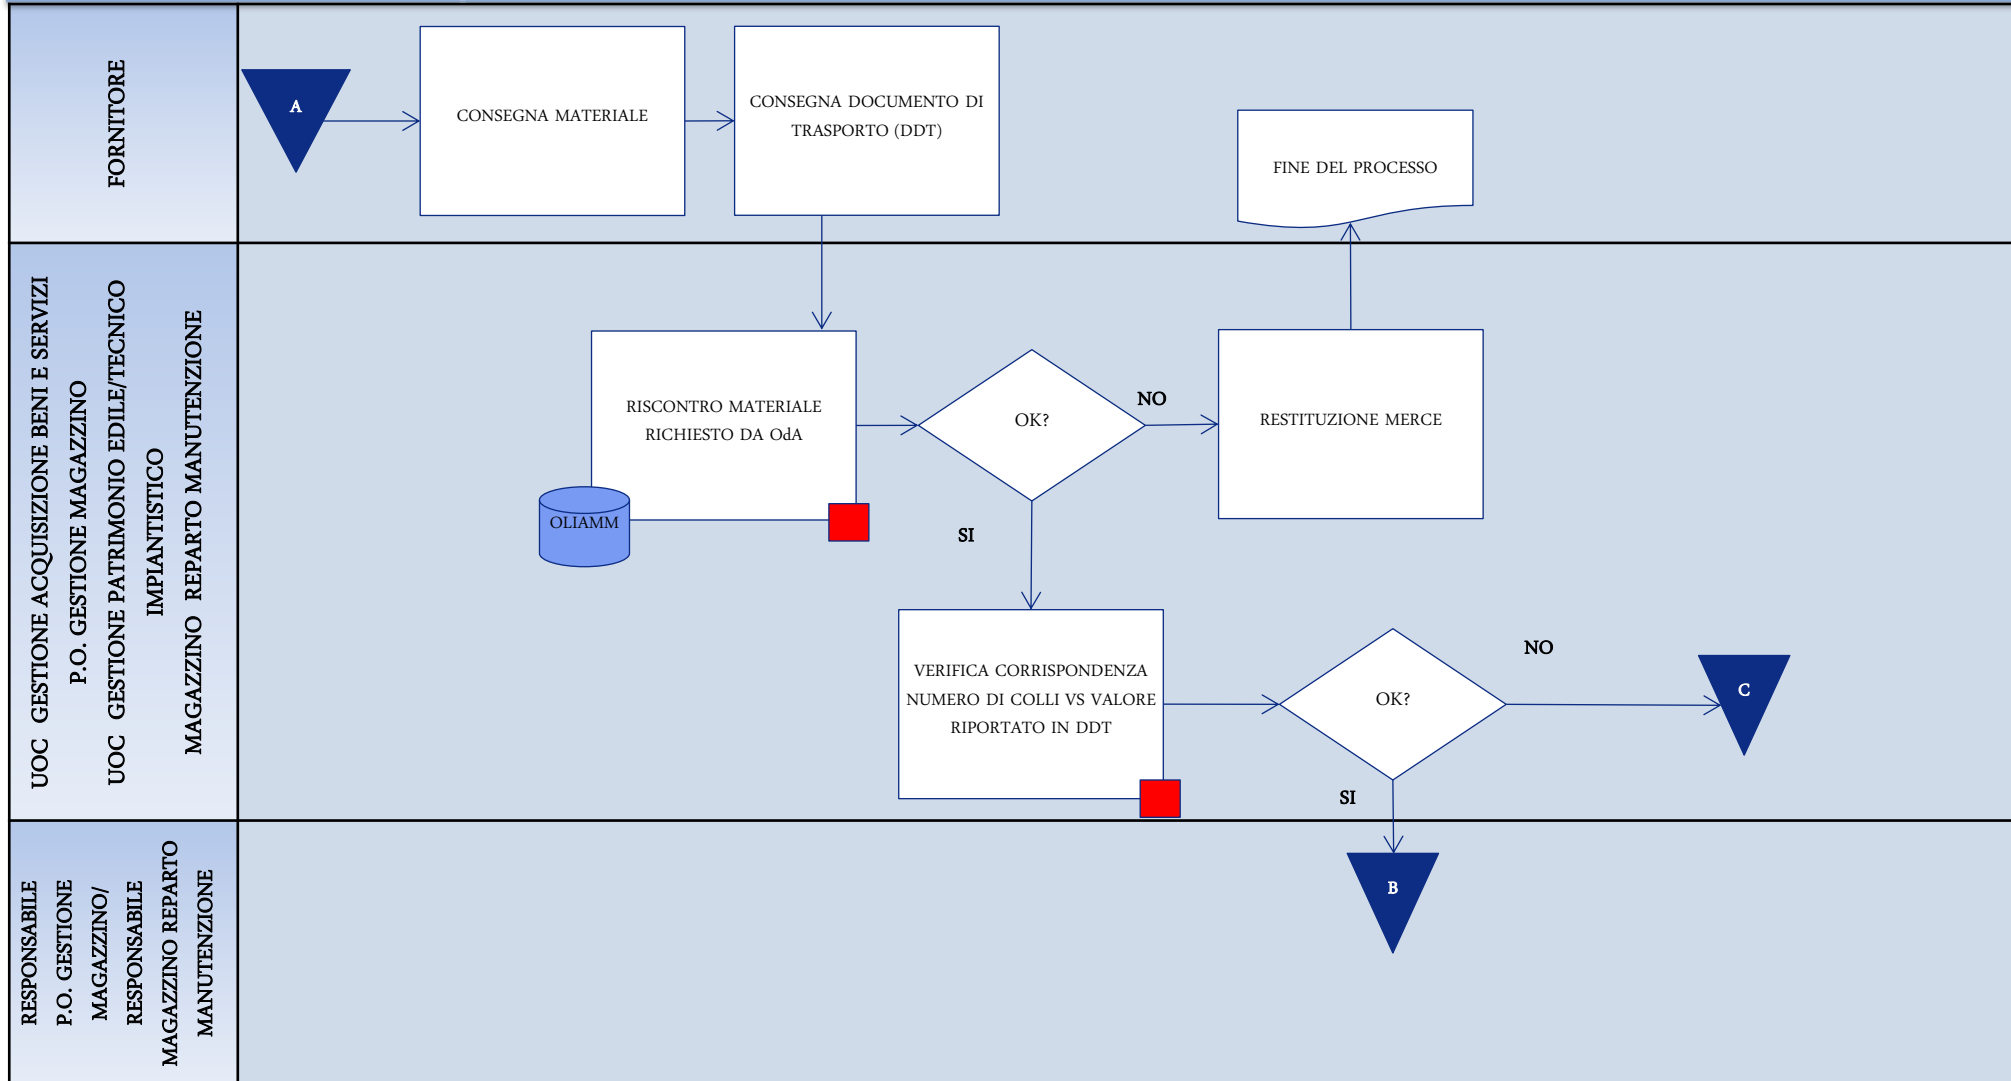 FORNITORE
A
CONSEGNA MATERIALE
CONSEGNA DOCUMENTO DI
TRASPORTO (DDT)
FINE DEL PROCESSO
UOC GESTIONE ACQUISIZIONE BENI E SERVIZI
P.O. GESTIONE MAGAZZINO
UOC GESTIONE PATRIMONIO EDILE/TECNICO
IMPIANTISTICO
MAGAZZINO REPARTO MANUTENZIONE
RISCONTRO MATERIALE
RICHIESTO DA OdA
OLIAMM
OK?
NO
RESTITUZIONE MERCE
SI
VERIFICA CORRISPONDENZA
NUMERO DI COLLI VS VALORE
RIPORTATO IN DDT
OK?
NO
C
SI
RESPONSABILE
P.O. GESTIONE
MAGAZZINO/
RESPONSABILE
MAGAZZINO REPARTO
MANUTENZIONE
B